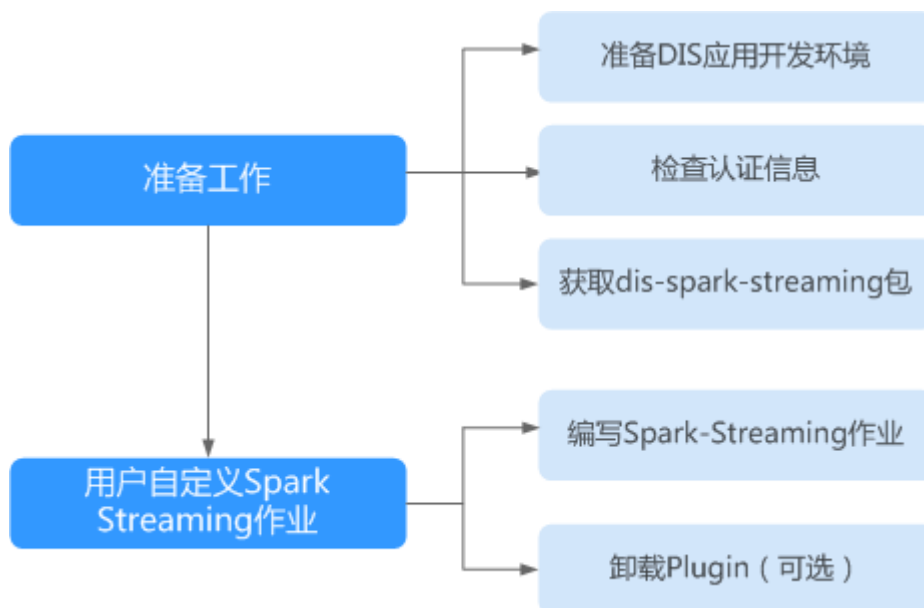 准备工作
准备DIS应用开发环境
检查认证信息
获取dis-spark-streaming包
用户自定义Spark
Streaming作业
编写Spark-Streaming作业
卸载Plugin（可选）